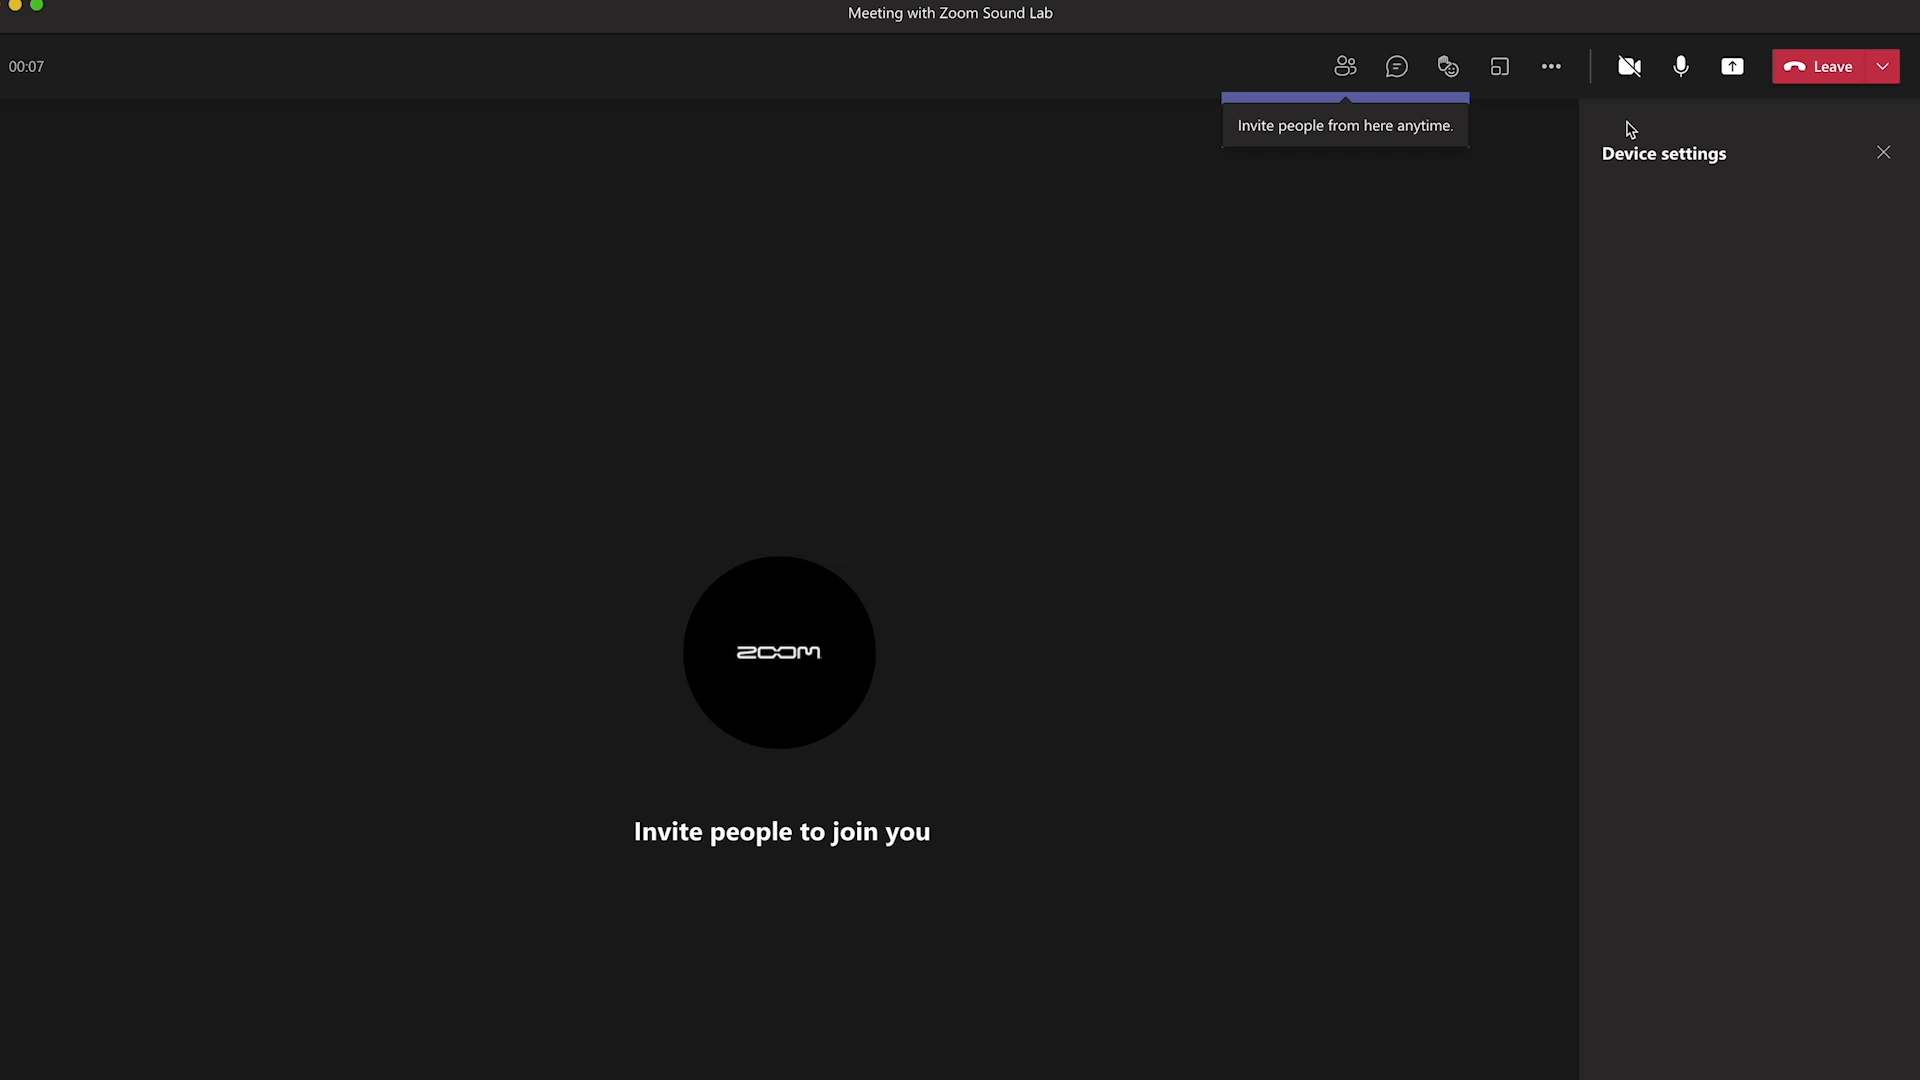 Meeting with Zoom Sound Lab
00:07
Leave
Invite people from here anytime.
Device settings
ZOOM
Invite people to join you